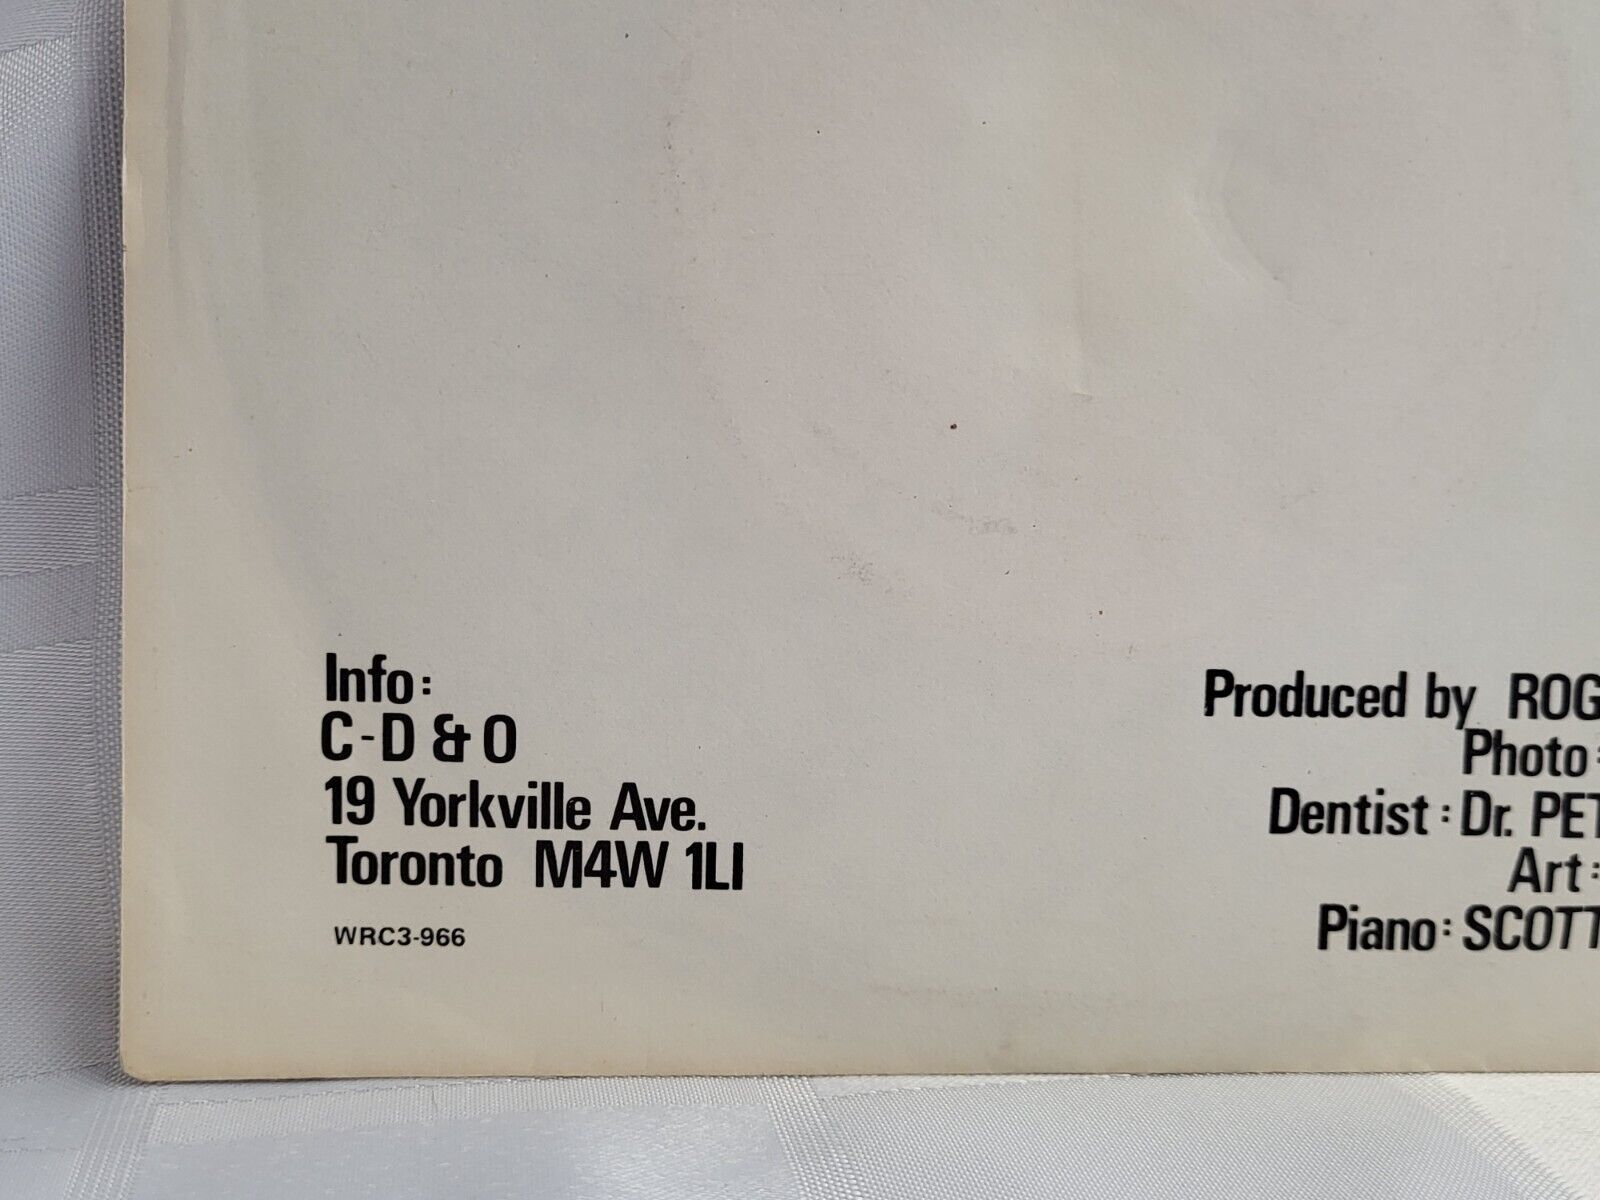 Info:
C-D & O
19 Yorkville Ave.
Toronto M4W 1LI
WRC3-966
Produced by ROG
Photo:
Dentist: Dr. PET
Art:
Piano: SCOTT